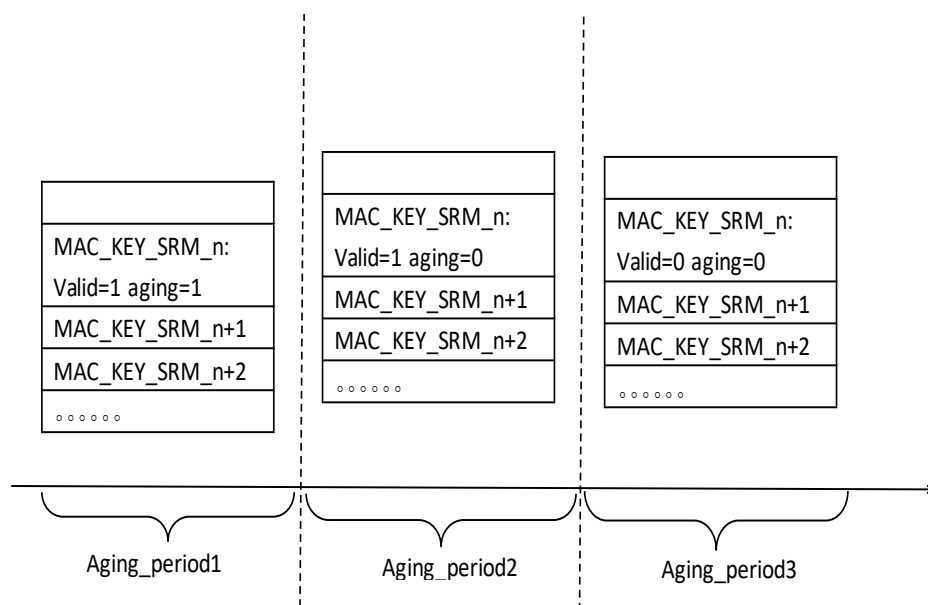 MAC_KEY_SRM_n:
Valid=1 aging=1
MAC_KEY_SRM_n+1
MAC_KEY_SRM_n+2
。。。。。。
MAC_KEY_SRM_n:
Valid=1 aging=0
MAC_KEY_SRM_n+1
MAC_KEY_SRM_n+2
。。。。。。
MAC_KEY_SRM_n:
Valid=0 aging=0
MAC_KEY_SRM_n+1
MAC_KEY_SRM_n+2
。。。。。。
Aging_period1
Aging_period2
Aging_period3